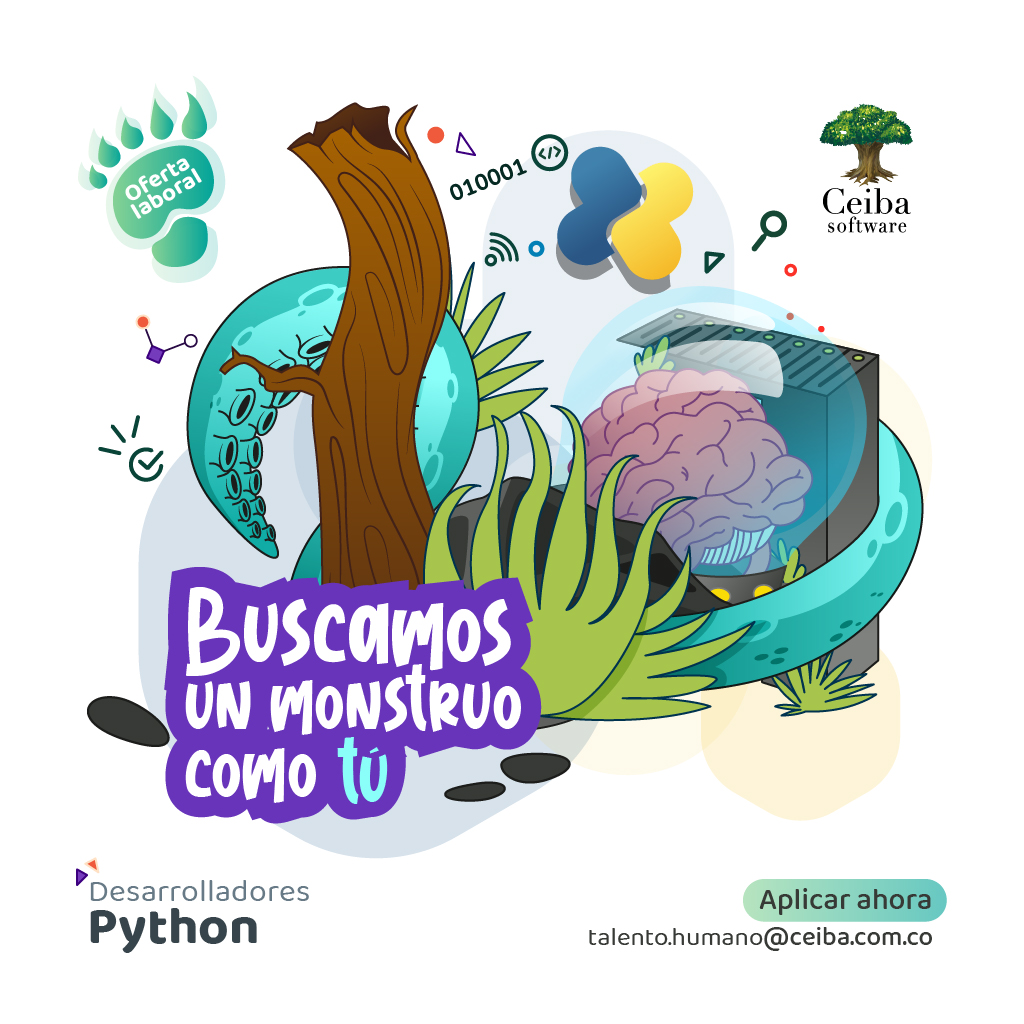 Oferta
laboral
010001
</>
Ceiba
software
Buscamos
un monstruo
como tú
Desarrolladores
Python
Aplicar ahora
talento.humano@ceiba.com.co